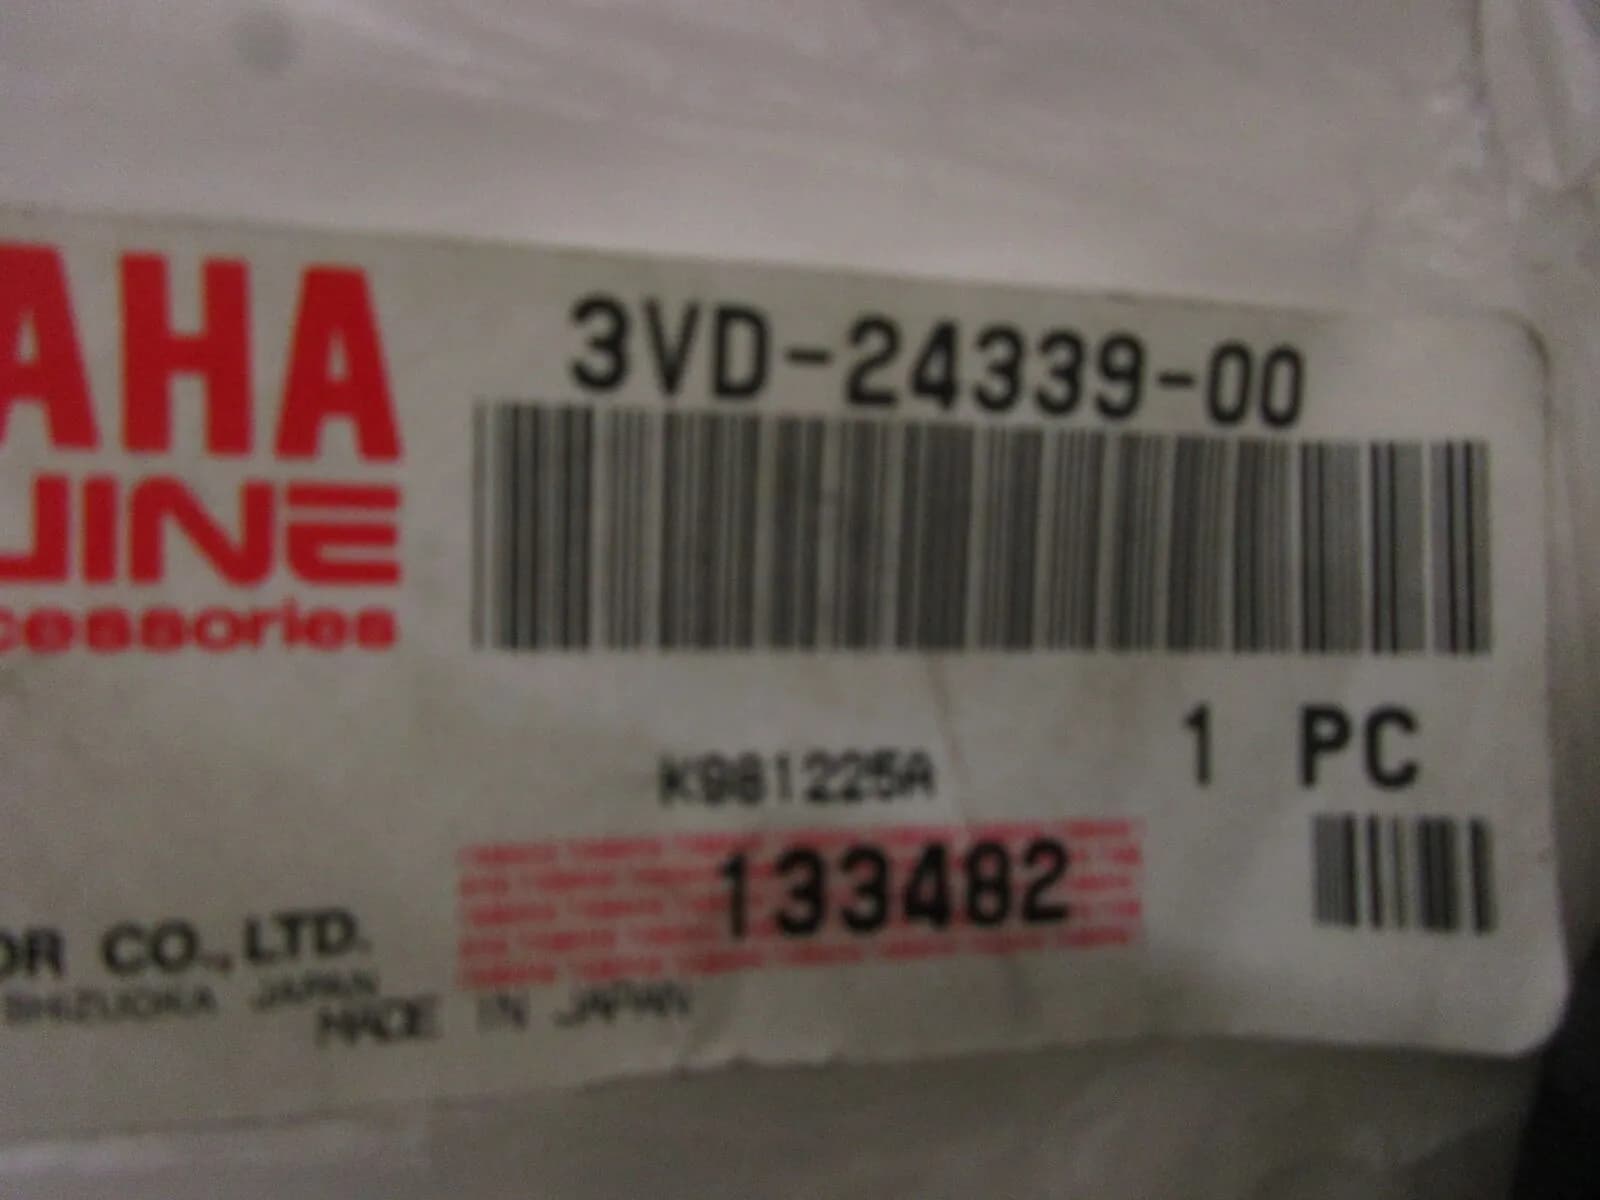 AHA
UINE
cessories
3VD-24339-00
1 PC
K981225A
133482
OR CO.,LTD.
SHIZUOKA JAPAN
MADE IN JAPAN